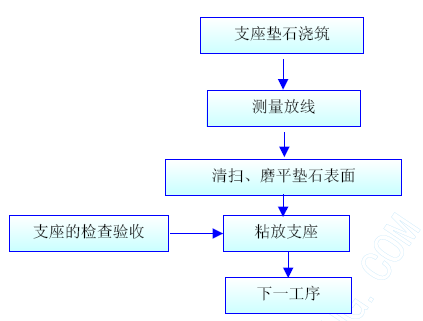 支座垫石浇筑
测量放线
清扫、磨平垫石表面
支座的检查验收
粘放支座
下一工序